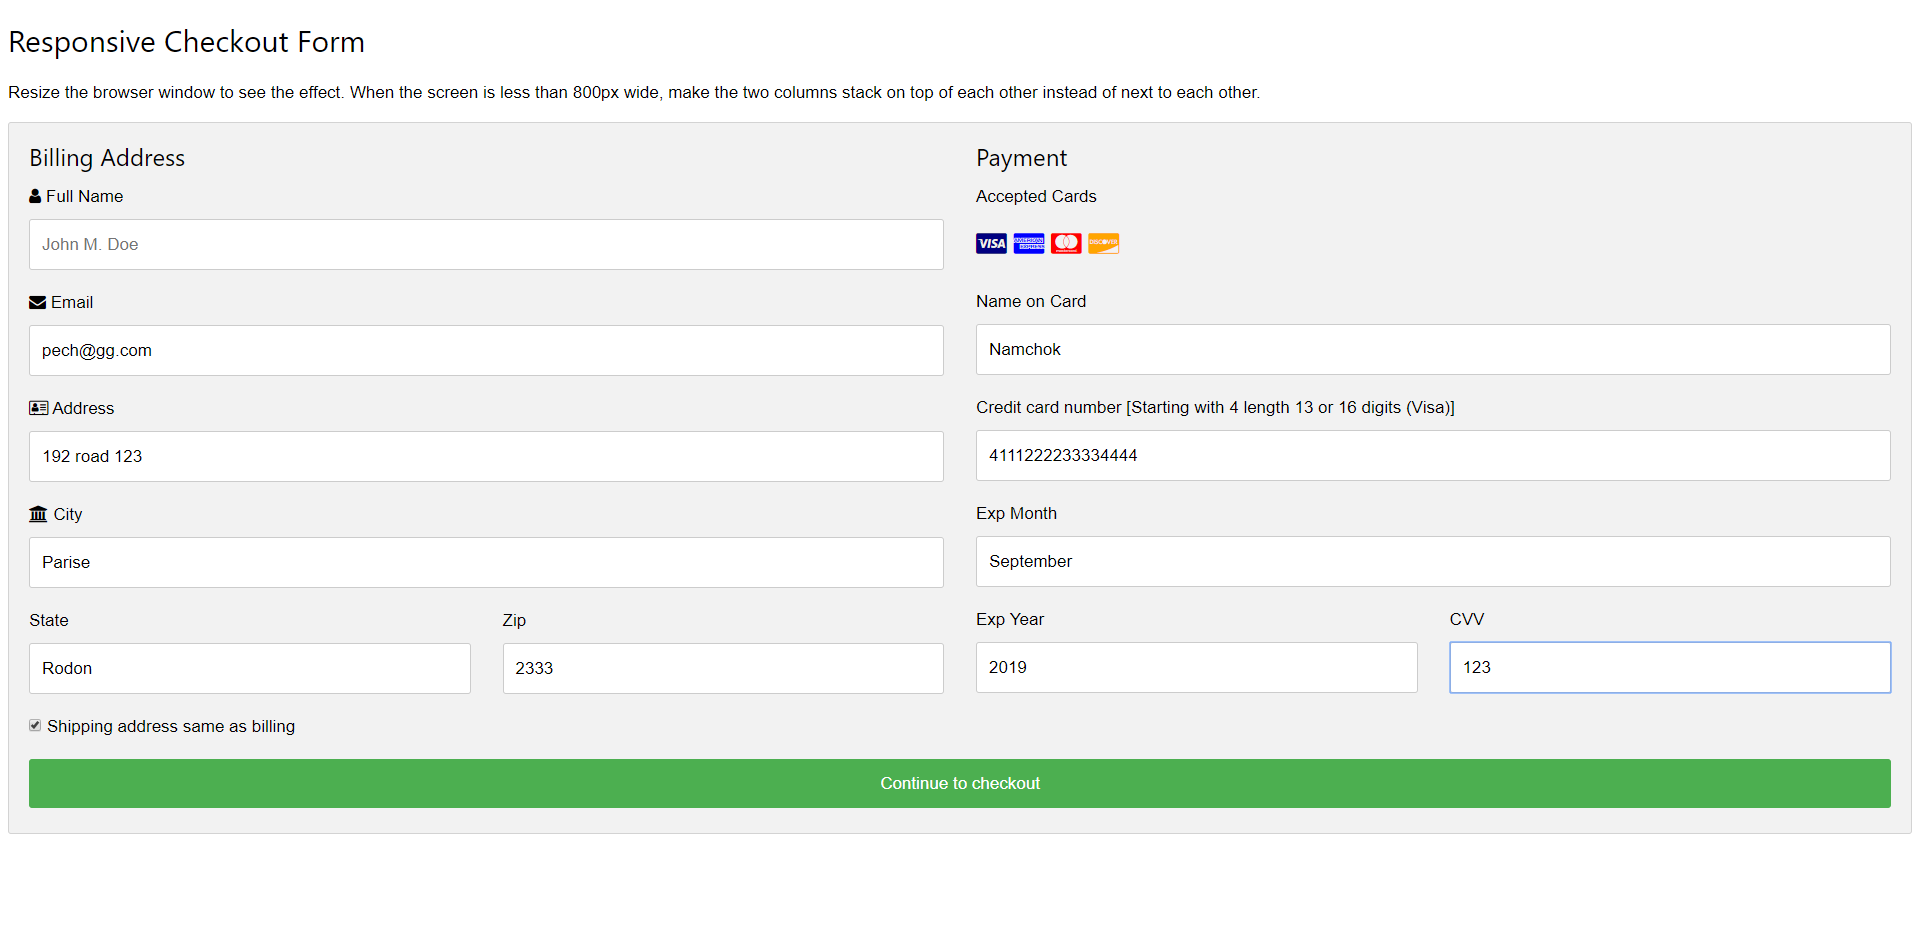 Responsive Checkout Form
Resize the browser window to see the effect. When the screen is less than 800px wide, make the two columns stack on top of each other instead of next to each other.
Billing Address
Full Name
John M. Doe
Email
pech@gg.com
Address
192 road 123
City
Parise
State
Zip
Rodon
2333
Shipping address same as billing
Payment
Accepted Cards
VISA
AMERICAN
EXPRESS
DISCOVER
Name on Card
Namchok
Credit card number [Starting with 4 length 13 or 16 digits (Visa)]
4111222233334444
Exp Month
September
Exp Year
CVV
2019
123
Continue to checkout